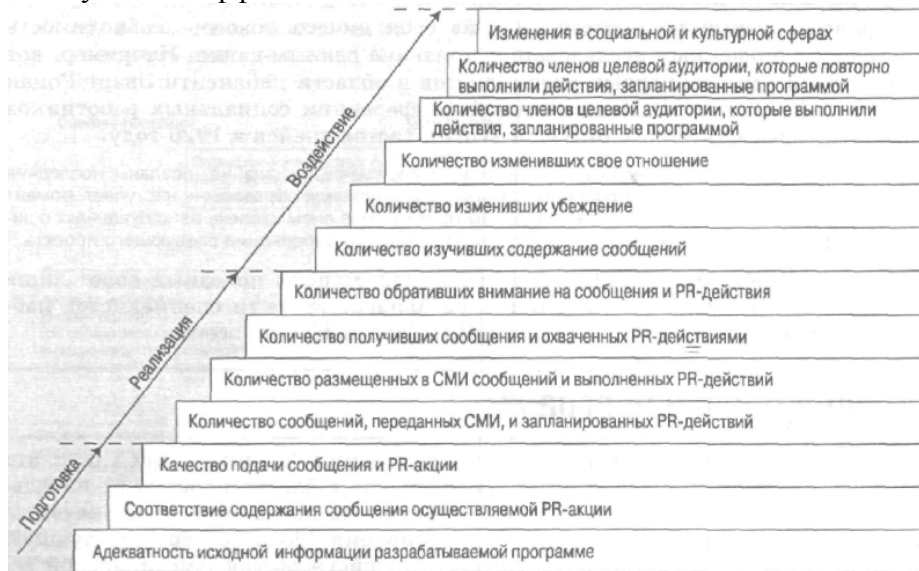 Изменения в социальной и культурной сферах
Количество членов целевой аудитории, которые повторно
выполнили действия, запланированные программой
Количество членов целевой аудитории, которые выполнили
действия, запланированные программой
Количество изменивших свое отношение
Количество изменивших убеждение
Количество изучивших содержание сообщений
Количество обративших внимание на сообщения и PR-действия
Количество получивших сообщения и охваченных PR-действиями
Количество размещенных в СМИ сообщений и выполненных PR-действий
Количество сообщений, переданных СМИ, и запланированных PR-действий
Качество подачи сообщения и PR-акции
Соответствие содержания сообщения осуществляемой PR-акции
Адекватность исходной информации разрабатываемой программе
Воздействие
Реализация
Подготовка